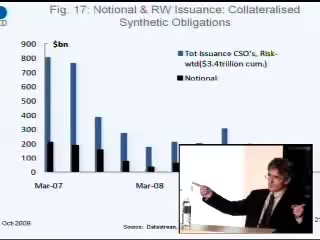 Fig. 17: Notional & RW Issuance: Collateralised
Synthetic Obligations
900
$bn
800
700
600
500
400
300
200
100
0
Tot Issuance CSO's, Risk-
wtd($3.4trillion cum.)
Notional
Mar-07
Mar-08
Oct-2009
Source: Datastream,